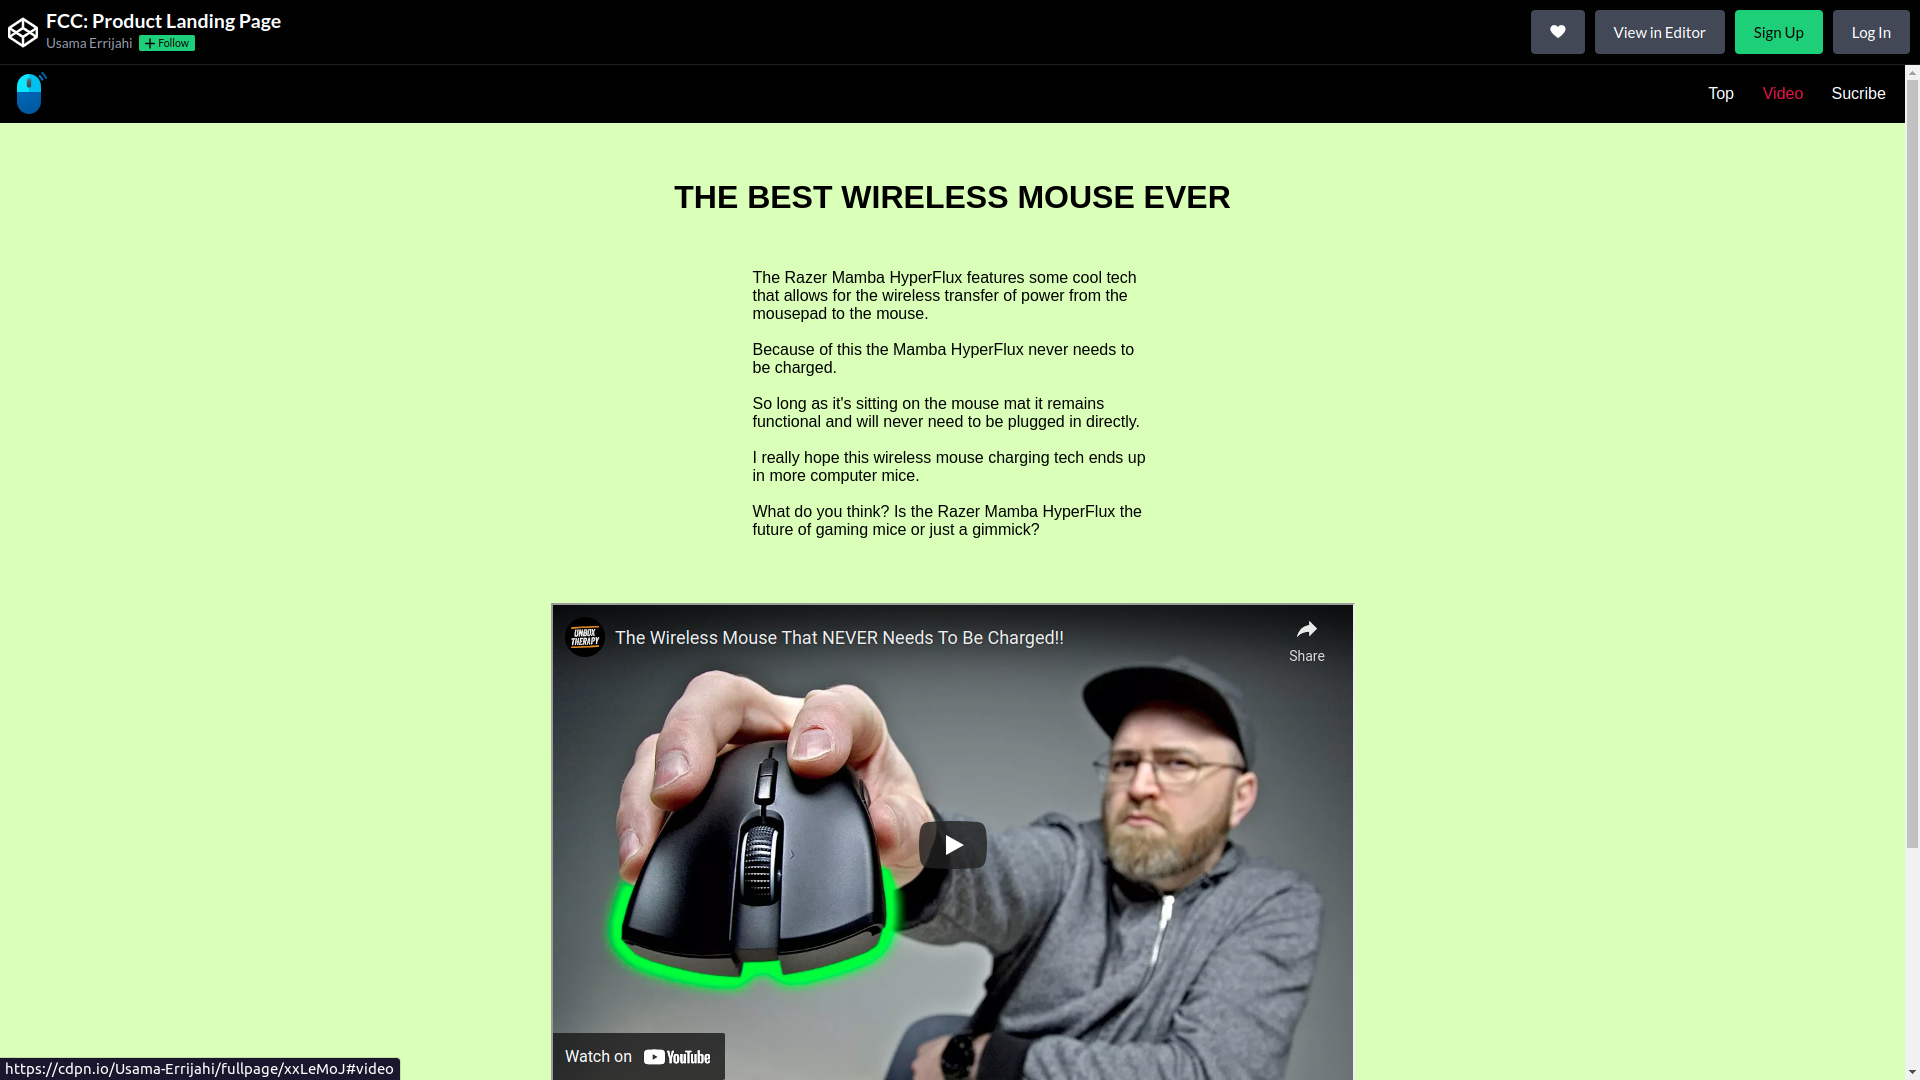 FCC: Product Landing Page
Usama Errijahi
Follow
View in Editor
Sign Up
Log In
Top
Video
Sucribe
THE BEST WIRELESS MOUSE EVER
The Razer Mamba HyperFlux features some cool tech
that allows for the wireless transfer of power from the
mousepad to the mouse.
Because of this the Mamba HyperFlux never needs to
be charged.
So long as it's sitting on the mouse mat it remains
functional and will never need to be plugged in directly.
I really hope this wireless mouse charging tech ends up
in more computer mice.
What do you think? Is the Razer Mamba HyperFlux the
future of gaming mice or just a gimmick?
UNBOX
THERAPY
The Wireless Mouse That NEVER Needs To Be Charged!!
Share
Watch on YouTube
https://cdpn.io/Usama-Errijahi/fullpage/xxLeMoJ#video